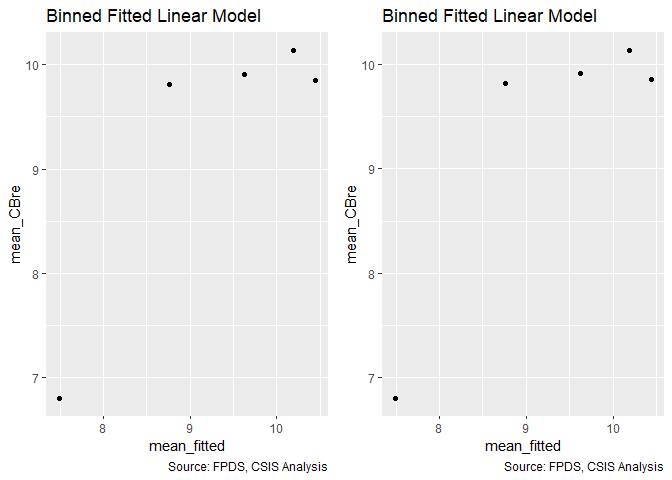 Binned Fitted Linear Model
10
9
8
7
mean_CBre
8 9 10
mean_fitted
Source: FPDS, CSIS Analysis
Binned Fitted Linear Model
10
9
8
7
mean_CBre
8 9 10
mean_fitted
Source: FPDS, CSIS Analysis